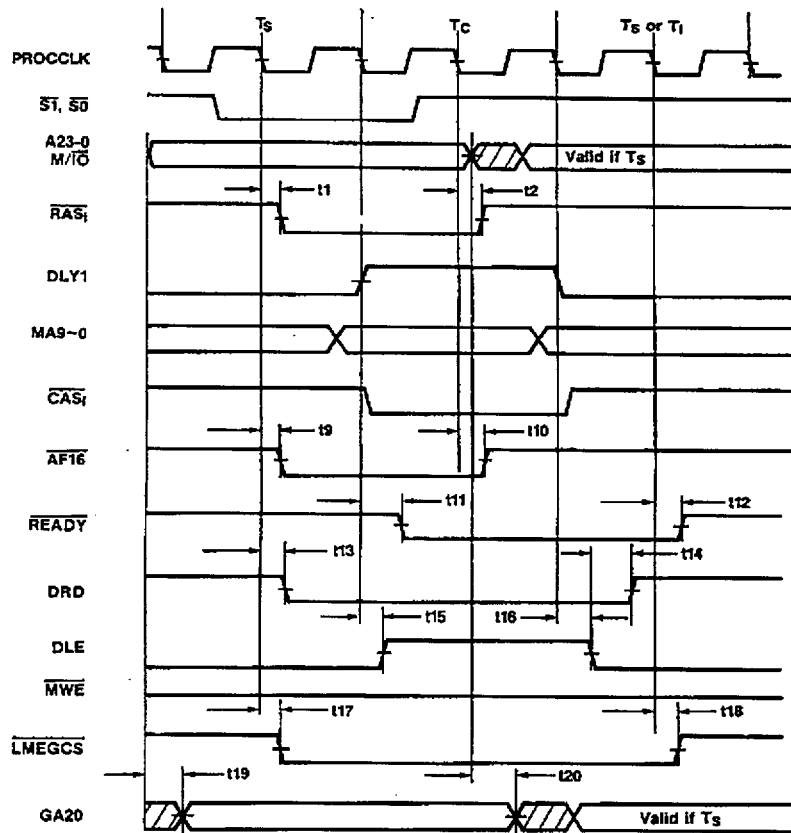 TS TC TS or TI
PROCCLK
S1, S0
A23-0
M/IO Valid if TS
t1 t2
RASi
DLY1
MA9~0
CASi
t9 t10
AF16
t11 t12
READY
t13 t14
DRD
t15 t16
DLE
MWE
t17 t18
LMEGCS
t19 t20
GA20 Valid if TS